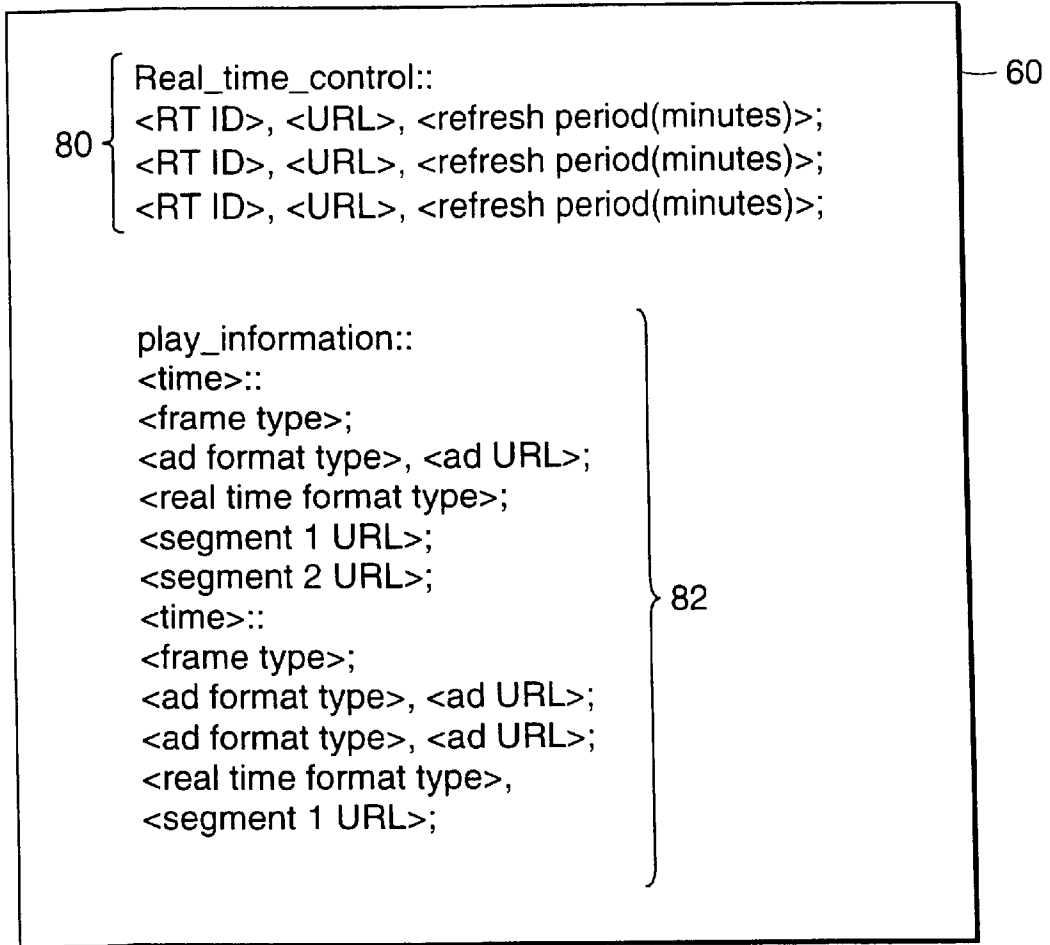 Real_time_control::
<RT ID>, <URL>, <refresh period(minutes)>;
<RT ID>, <URL>, <refresh period(minutes)>;
<RT ID>, <URL>, <refresh period(minutes)>;
80
60
play_information::
<time>::
<frame type>;
<ad format type>, <ad URL>;
<real time format type>;
<segment 1 URL>;
<segment 2 URL>;
<time>::
<frame type>;
<ad format type>, <ad URL>;
<ad format type>, <ad URL>;
<real time format type>,
<segment 1 URL>;
82